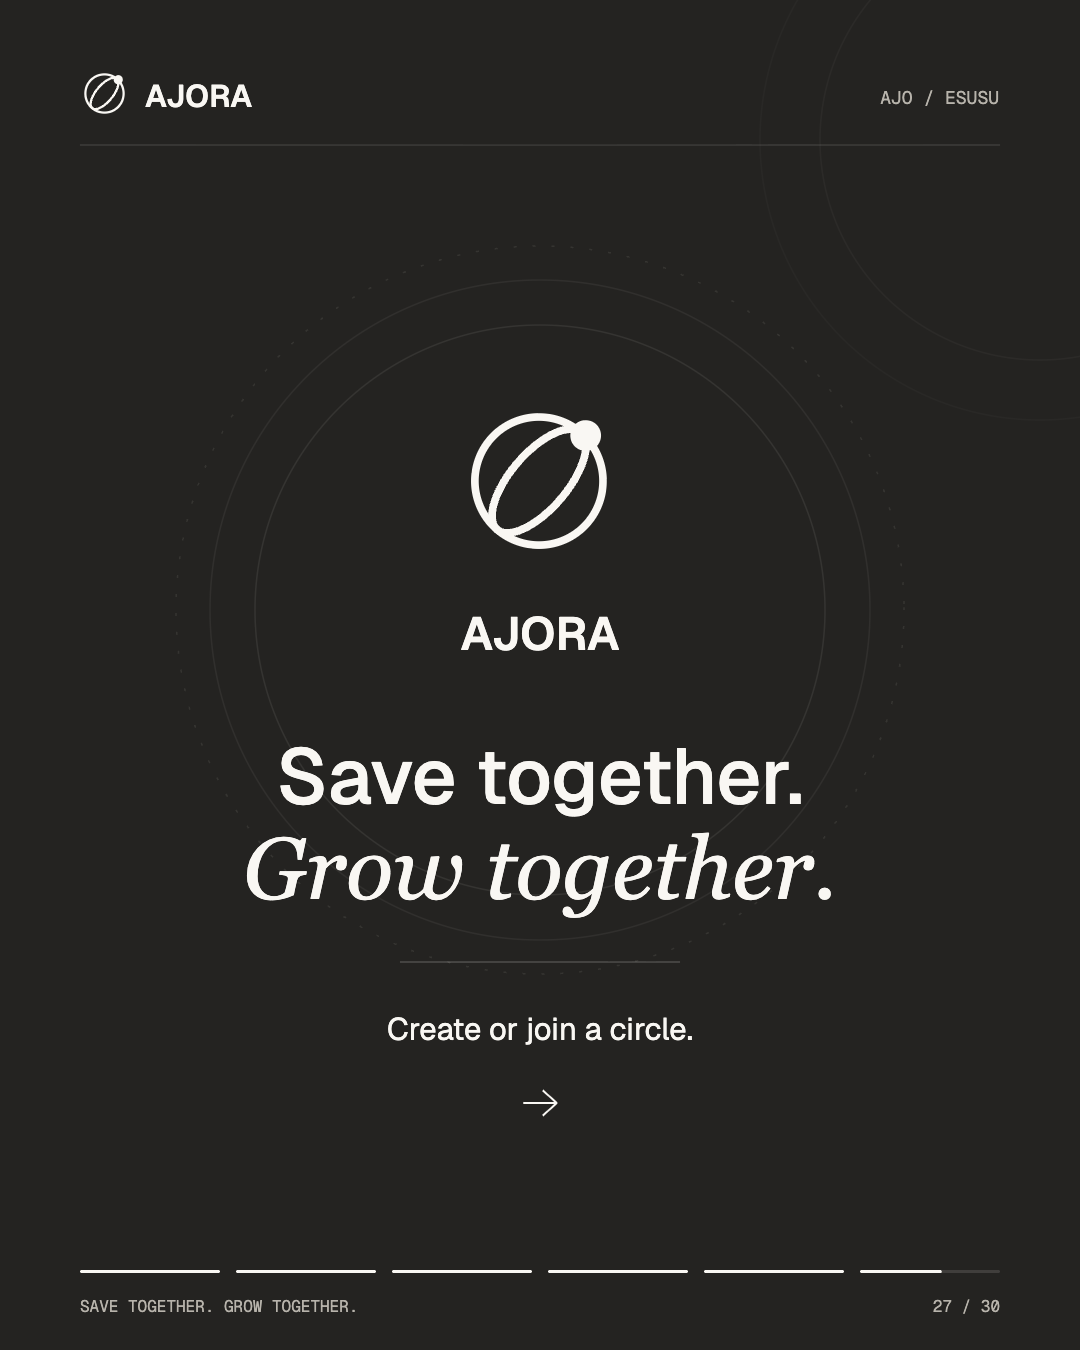 AJORA
AJO / ESUSU
AJORA
Save together.
Grow together.
Create or join a circle.
SAVE TOGETHER. GROW TOGETHER.
27 / 30